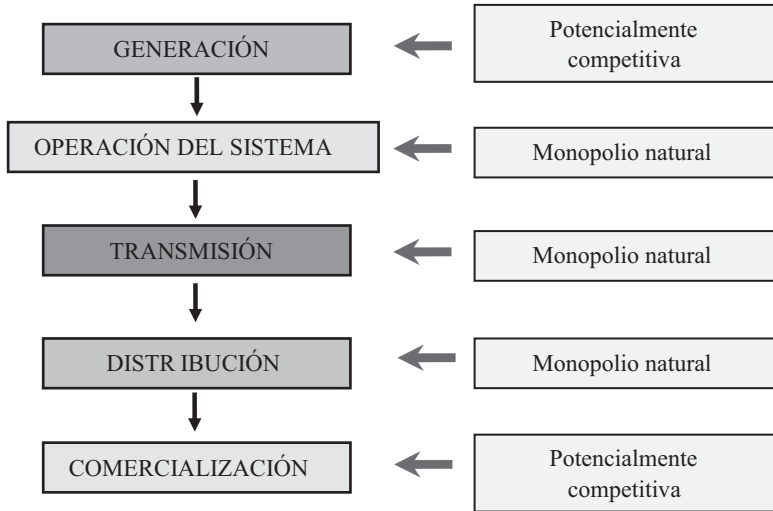 GENERACIÓN
Potencialmente
competitiva
OPERACIÓN DEL SISTEMA
Monopolio natural
TRANSMISIÓN
Monopolio natural
DISTR IBUCIÓN
Monopolio natural
COMERCIALIZACIÓN
Potencialmente
competitiva